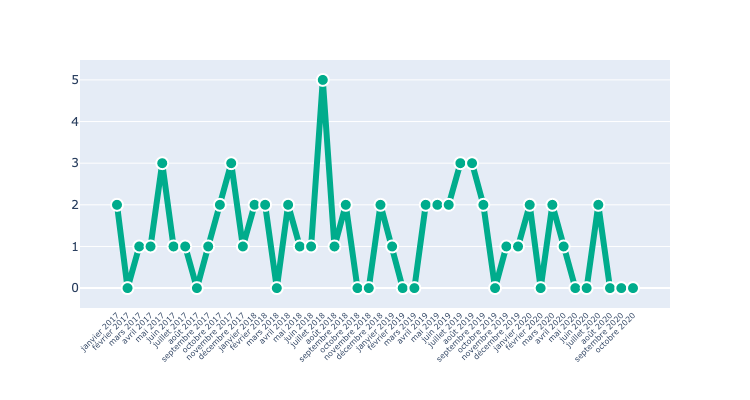 5
4
3
2
1
0
janvier 2017
février 2017
mars 2017
avril 2017
mai 2017
juin 2017
juillet 2017
août 2017
septembre 2017
octobre 2017
novembre 2017
décembre 2017
janvier 2018
février 2018
mars 2018
avril 2018
mai 2018
juin 2018
juillet 2018
août 2018
septembre 2018
octobre 2018
novembre 2018
décembre 2018
janvier 2019
février 2019
mars 2019
avril 2019
mai 2019
juin 2019
juillet 2019
août 2019
septembre 2019
octobre 2019
novembre 2019
décembre 2019
janvier 2020
février 2020
mars 2020
avril 2020
mai 2020
juin 2020
juillet 2020
août 2020
septembre 2020
octobre 2020